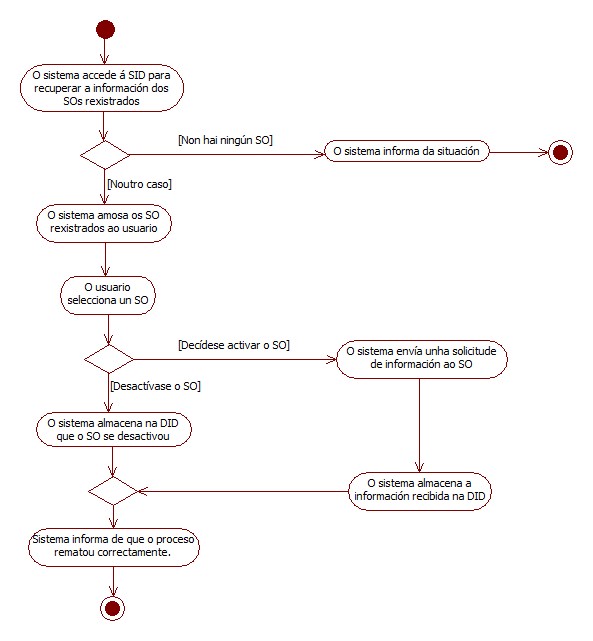 O sistema accede á SID para
recuperar a información dos
SOs rexistrados
[Non hai ningún SO]
O sistema informa da situación
[Noutro caso]
O sistema amosa os SO
rexistrados ao usuario
O usuario
selecciona un SO
[Decídese activar o SO]
O sistema envía unha solicitude
de información ao SO
[Desactívase o SO]
O sistema almacena na DID
que o SO se desactivou
O sistema almacena a
información recibida na DID
Sistema informa de que o proceso
rematou correctamente.